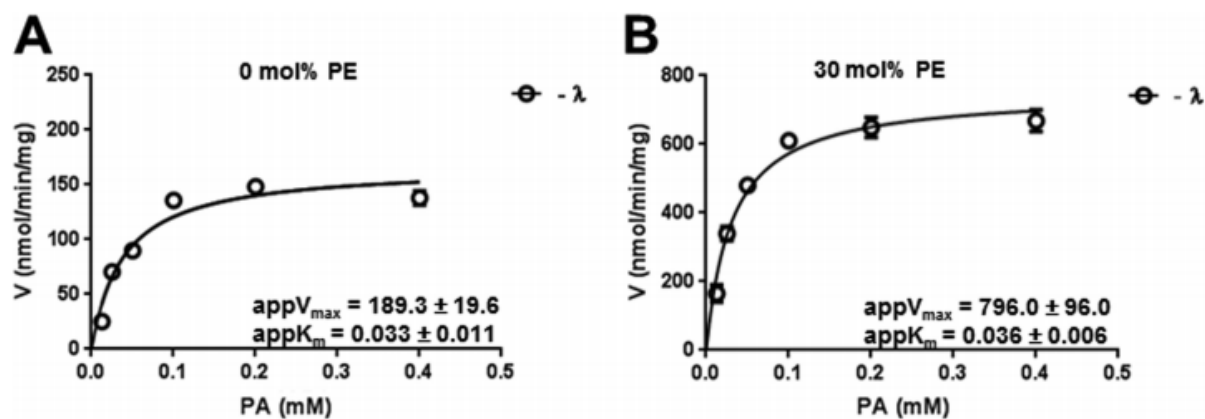 A
0 mol% PE
- λ
250
200
150
100
50
0
V (nmol/min/mg)
appVmax = 189.3 ± 19.6
appKm = 0.033 ± 0.011
0.0 0.1 0.2 0.3 0.4 0.5
PA (mM)
B
30 mol% PE
- λ
800
600
400
200
0
V (nmol/min/mg)
appVmax = 796.0 ± 96.0
appKm = 0.036 ± 0.006
0.0 0.1 0.2 0.3 0.4 0.5
PA (mM)